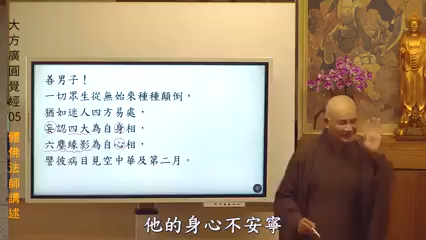 大方廣圓覺經05
體佛法師講述
善男子！
一切眾生從無始來種種顛倒，
猶如迷人四方易處，
妄認四大為自身相，
六塵緣影為自心相，
譬彼病目見空中華及第二月。
他的身心不安寧